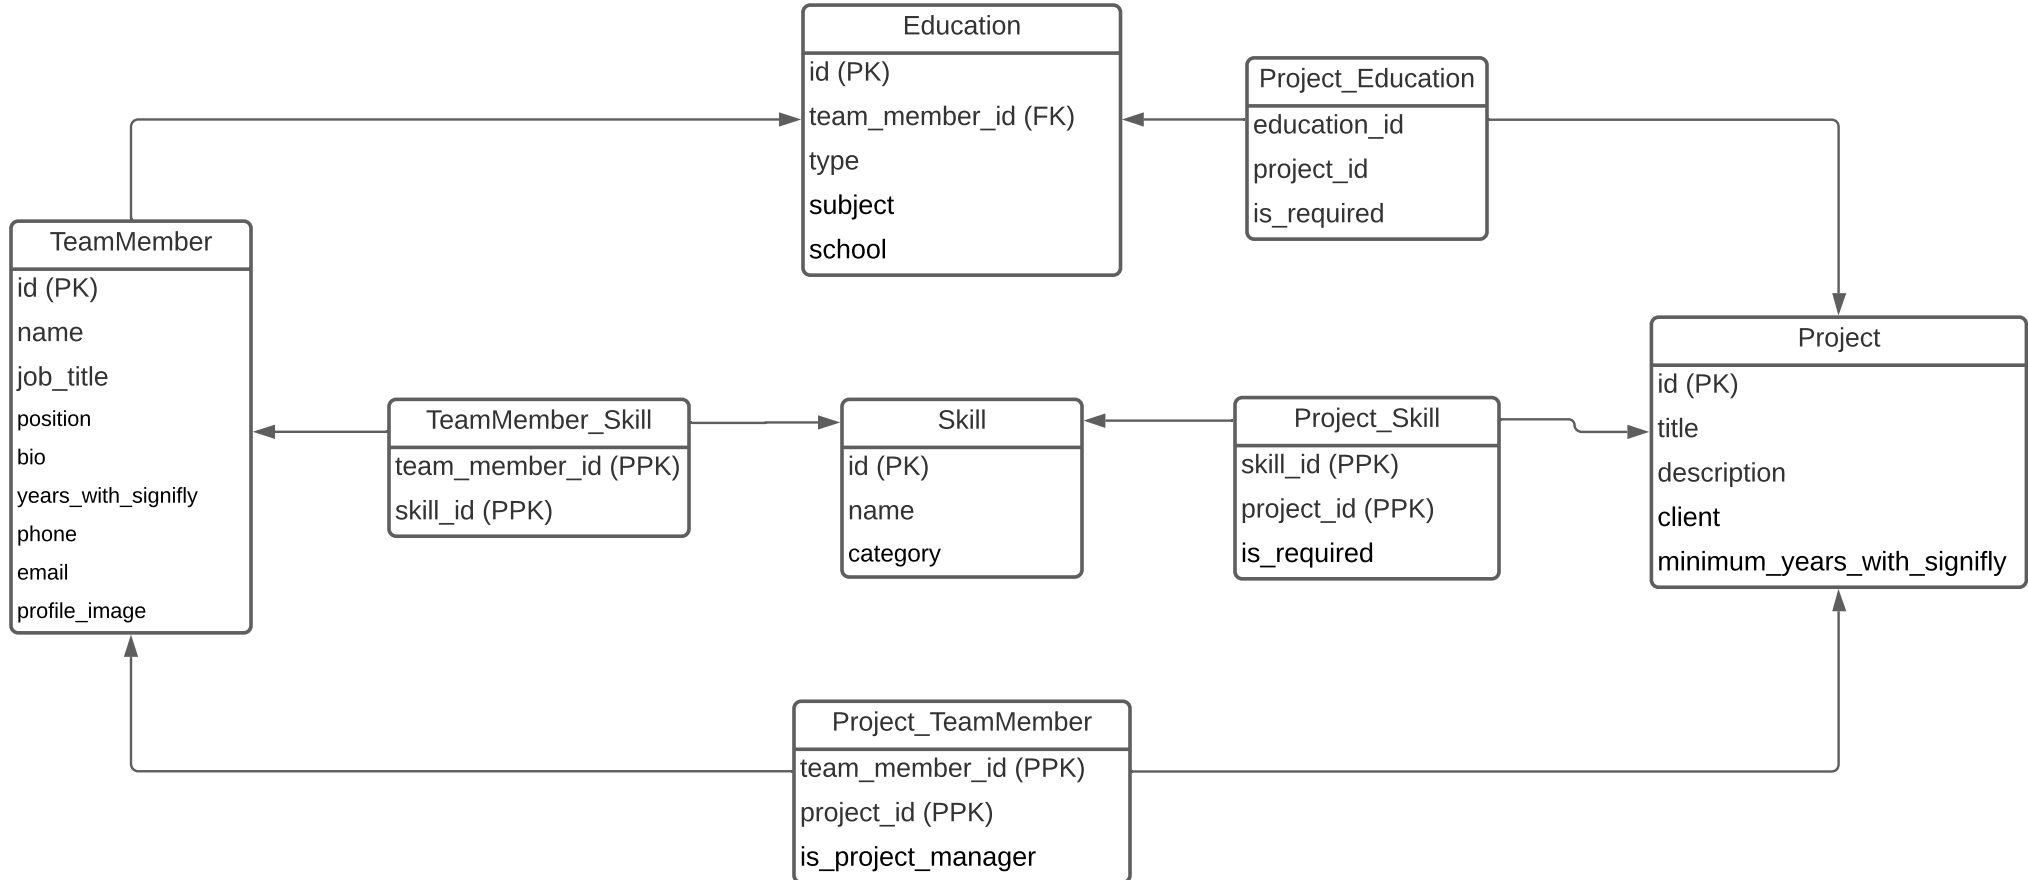 Education
id (PK)
team_member_id (FK)
type
subject
school
Project_Education
education_id
project_id
is_required
TeamMember
id (PK)
name
job_title
position
bio
years_with_signifly
phone
email
profile_image
TeamMember_Skill
team_member_id (PPK)
skill_id (PPK)
Skill
id (PK)
name
category
Project_Skill
skill_id (PPK)
project_id (PPK)
is_required
Project
id (PK)
title
description
client
minimum_years_with_signifly
Project_TeamMember
team_member_id (PPK)
project_id (PPK)
is_project_manager